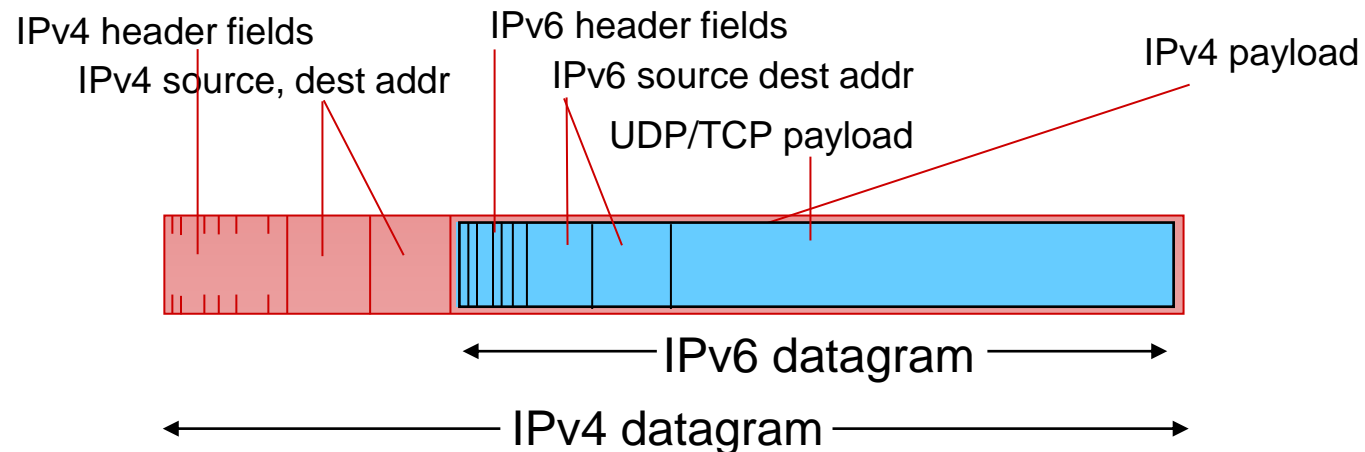 IPv4 header fields
IPv6 header fields
IPv4 payload
IPv4 source, dest addr
IPv6 source dest addr
UDP/TCP payload
IPv6 datagram
IPv4 datagram